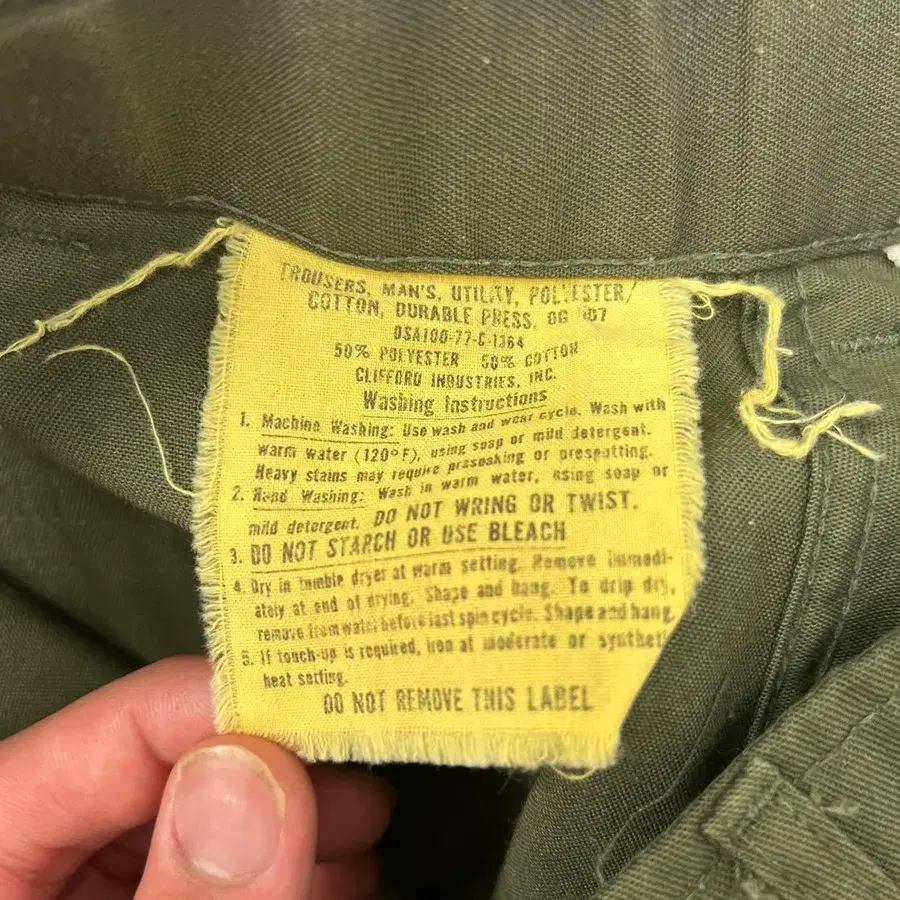 TROUSERS, MAN'S, UTILITY, POLYESTER/
COTTON, DURABLE PRESS, OG 107
DSA100-77-C-1364
50% POLYESTER 50% COTTON
CLIFFORD INDUSTRIES, INC.
Washing Instructions
1. Machine Washing: Use wash and wear cycle. Wash with
warm water (120°F), using soap or mild detergent.
Heavy stains may require presoaking or prespotting.
2. Hand Washing: Wash in warm water, using soap or
mild detergent. DO NOT WRING OR TWIST.
3. DO NOT STARCH OR USE BLEACH
4. Dry in tumble dryer at warm setting. Remove immedi-
ately at end of drying. Shape and hang. To drip dry,
remove from water before last spin cycle. Shape and hang.
5. If touch-up is required, iron at moderate or syntheti
heat setting.
DO NOT REMOVE THIS LABEL